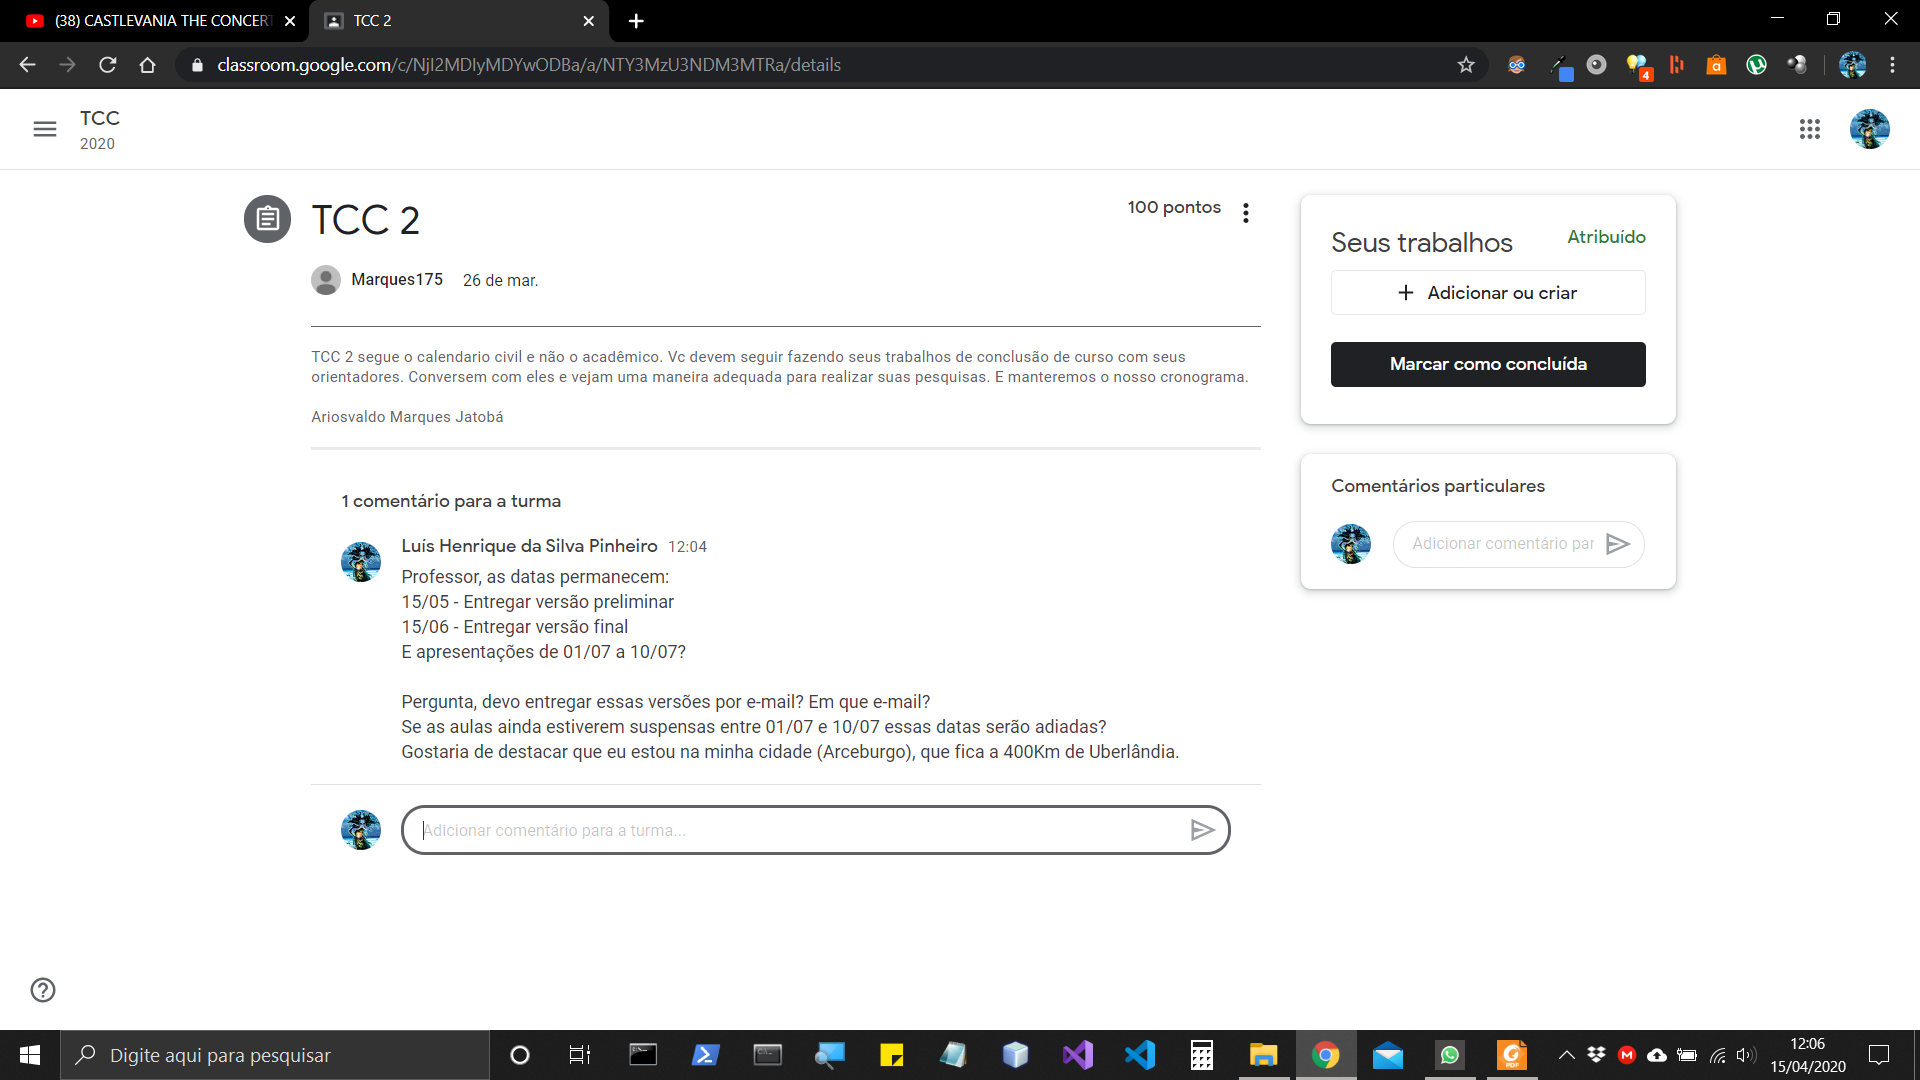 (38) CASTLEVANIA THE CONCERT
TCC 2
classroom.google.com/c/NjI2MDIyMDYwODBa/a/NTY3MzU3NDM3MTRa/details
4
TCC
2020
TCC 2
100 pontos
Marques175 26 de mar.
TCC 2 segue o calendario civil e não o acadêmico. Vc devem seguir fazendo seus trabalhos de conclusão de curso com seus
orientadores. Conversem com eles e vejam uma maneira adequada para realizar suas pesquisas. E manteremos o nosso cronograma.
Ariosvaldo Marques Jatobá
1 comentário para a turma
Luís Henrique da Silva Pinheiro 12:04
Professor, as datas permanecem:
15/05 - Entregar versão preliminar
15/06 - Entregar versão final
E apresentações de 01/07 a 10/07?
Pergunta, devo entregar essas versões por e-mail? Em que e-mail?
Se as aulas ainda estiverem suspensas entre 01/07 e 10/07 essas datas serão adiadas?
Gostaria de destacar que eu estou na minha cidade (Arceburgo), que fica a 400Km de Uberlândia.
Adicionar comentário para a turma...
Seus trabalhos
Atribuído
Adicionar ou criar
Marcar como concluída
Comentários particulares
Adicionar comentário par
Digite aqui para pesquisar
12:06
15/04/2020